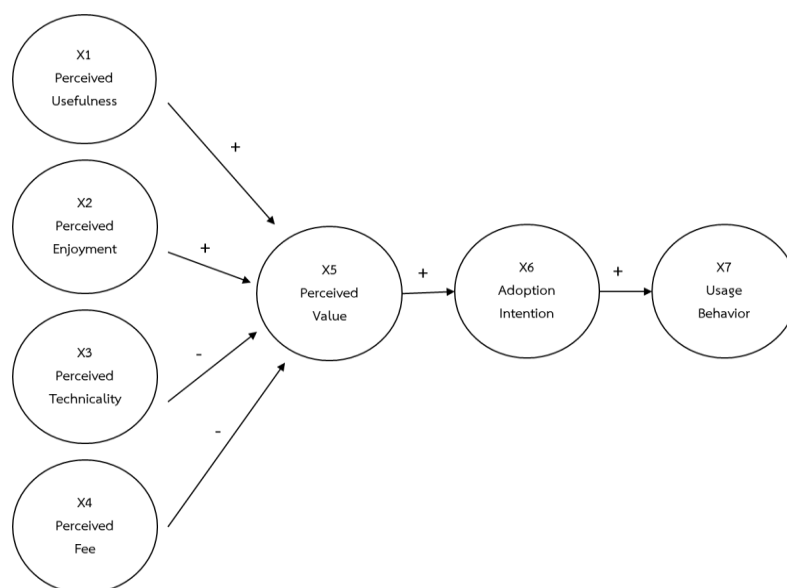 X1
Perceived
Usefulness
+
X2
Perceived
Enjoyment
+
X3
Perceived
Technicality
-
X4
Perceived
Fee
-
X5
Perceived
Value
+
X6
Adoption
Intention
+
X7
Usage
Behavior